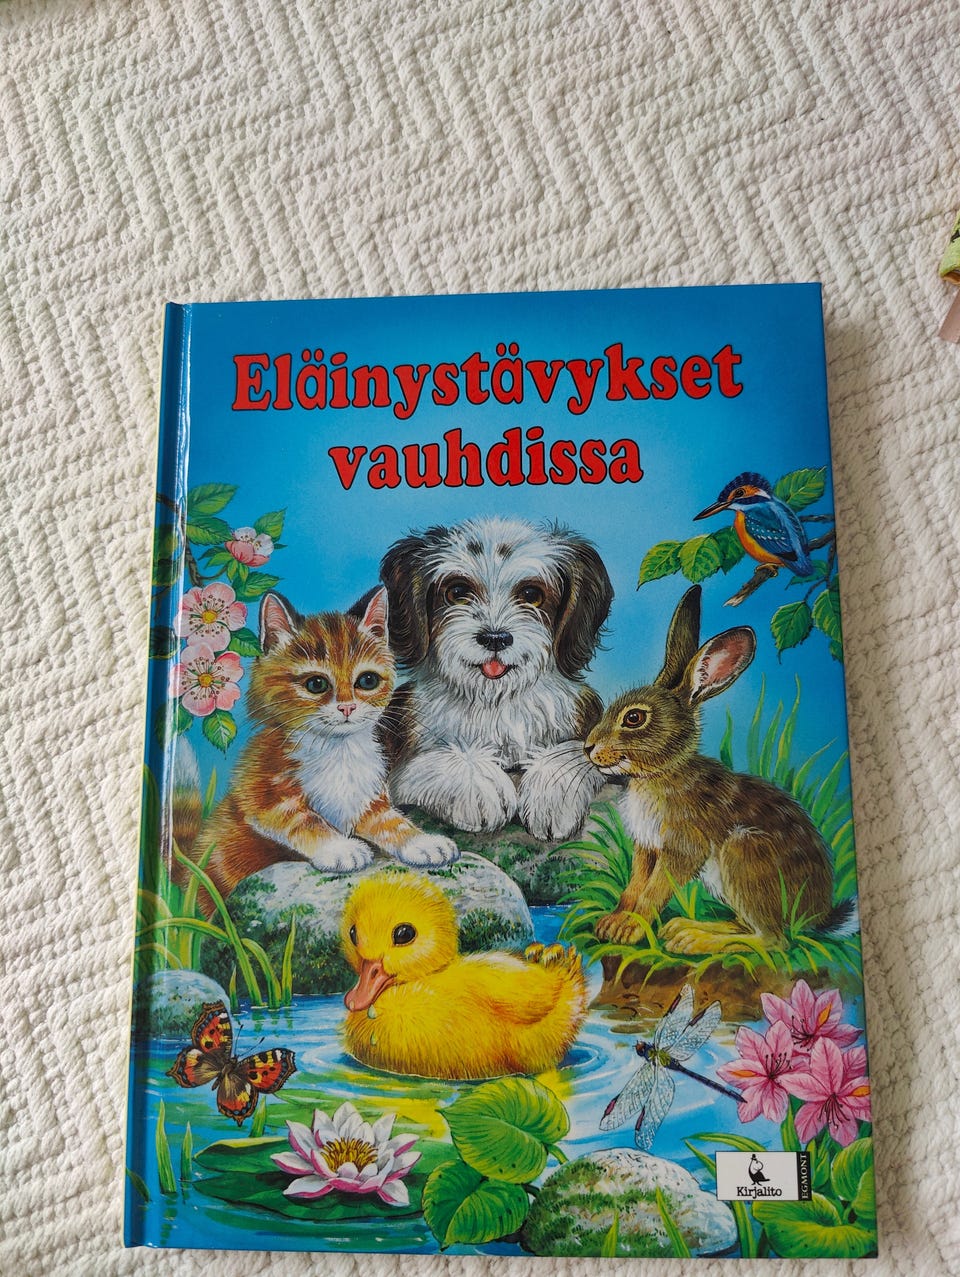 Eläinystävykset
vauhdissa
Kirjalito
EGMONT